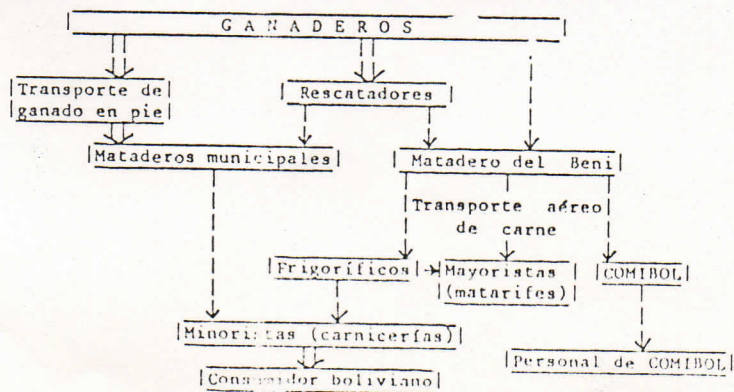 G A N A D E R O S
Transporte de
ganado en pie
Rescatadores
Mataderos municipales
Matadero del Beni
Transporte aéreo
de carne
Frigoríficos
Mayoristas
(matarifes)
COMIBOL
Minoristas (carnicerías)
Personal de COMIBOL
Consumidor boliviano